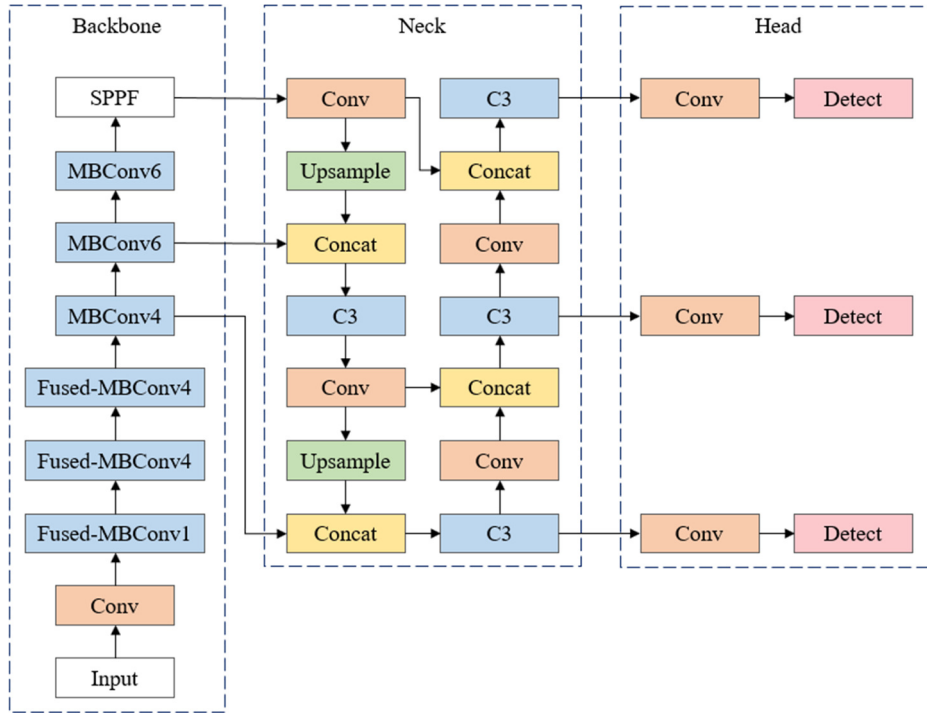 Backbone
SPPF
MBConv6
MBConv6
MBConv4
Fused-MBConv4
Fused-MBConv4
Fused-MBConv1
Conv
Input
Neck
Conv
Upsample
Concat
C3
Conv
Upsample
Concat
C3
Concat
Conv
C3
Concat
Conv
C3
Head
Conv
Detect
Conv
Detect
Conv
Detect